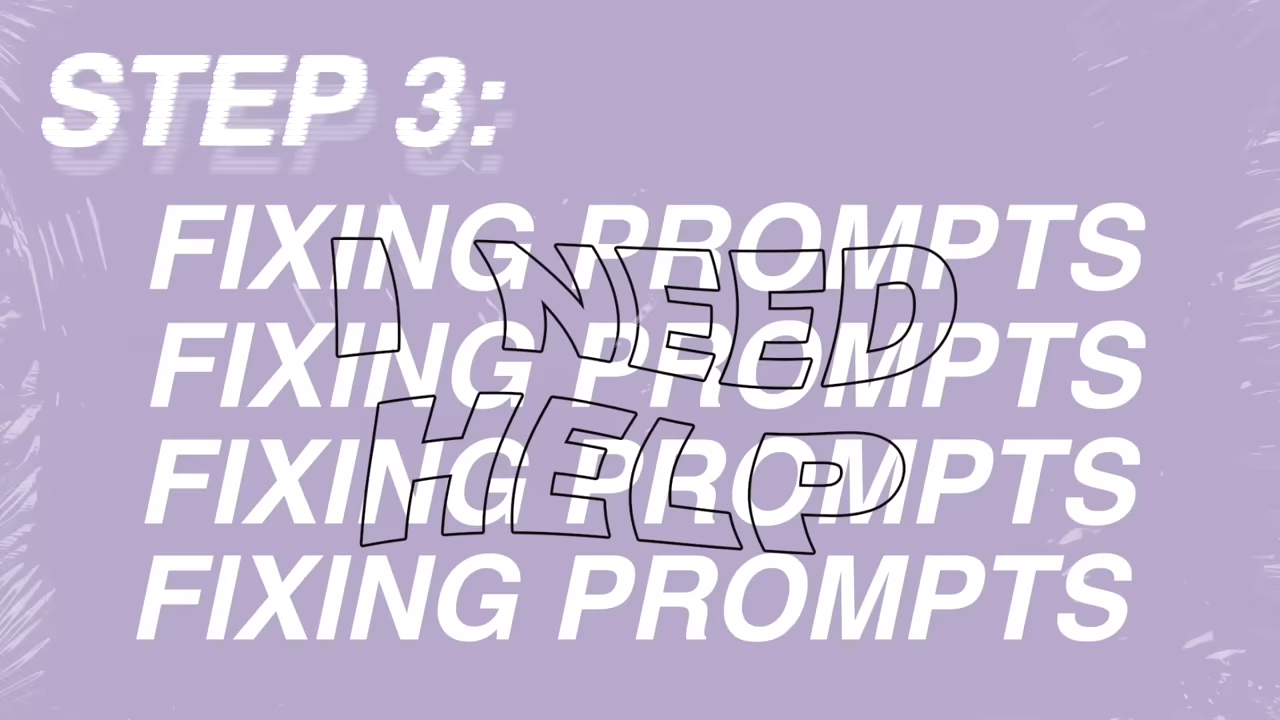 STEP 3:
FIXING PROMPTS
I NEED
FIXING PROMPTS
HELP
FIXING PROMPTS
FIXING PROMPTS